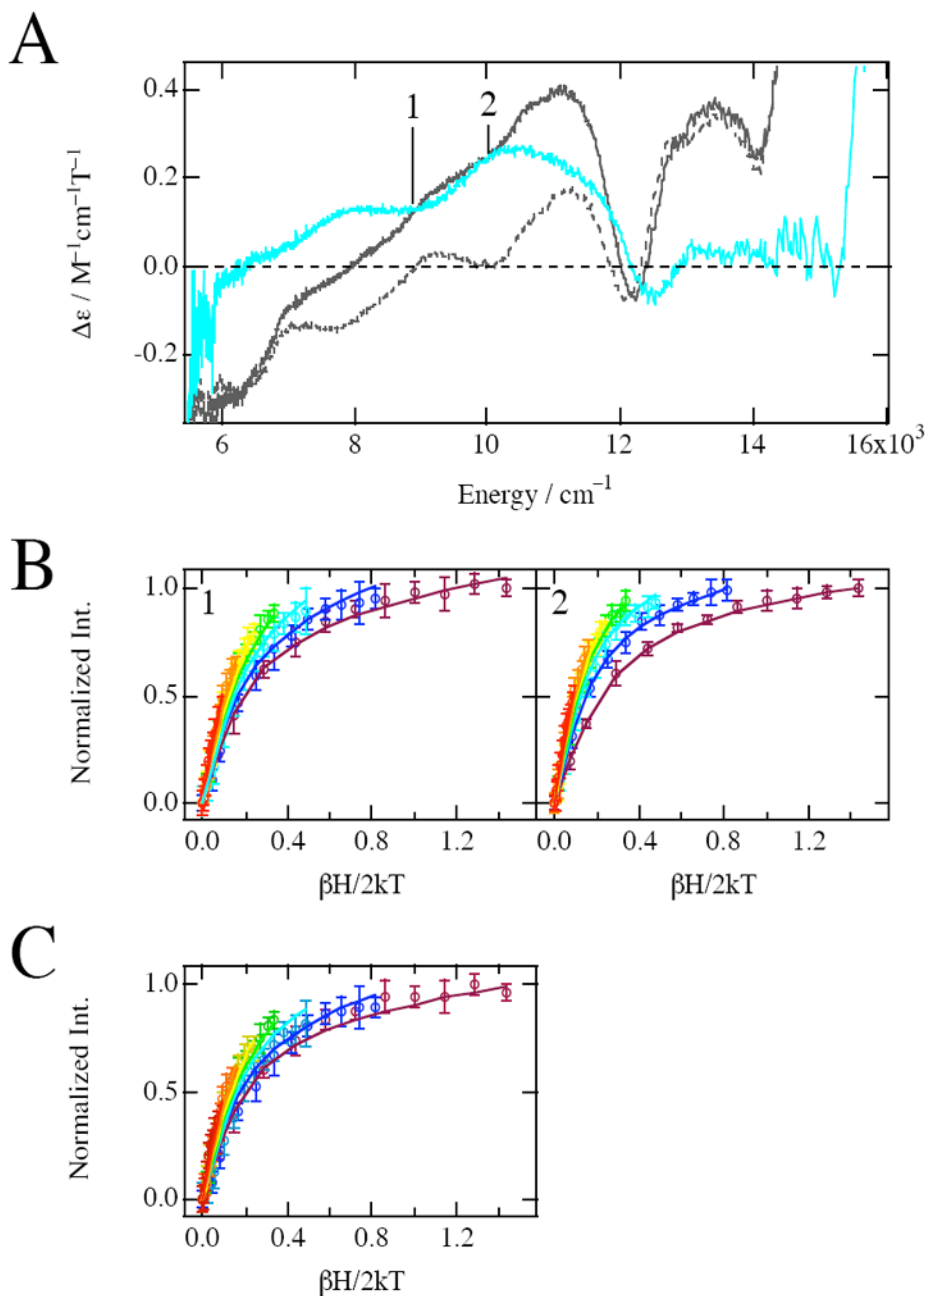 A
1
2
0.4
0.2
0.0
-0.2
Δε / M⁻¹cm⁻¹T⁻¹
6
8
10
12
14
16x10³
Energy / cm⁻¹
B
1
2
1.0
0.5
0.0
Normalized Int.
0.0 0.4 0.8 1.2
0.0 0.4 0.8 1.2
βH/2kT
βH/2kT
C
1.0
0.5
0.0
Normalized Int.
0.0 0.4 0.8 1.2
βH/2kT